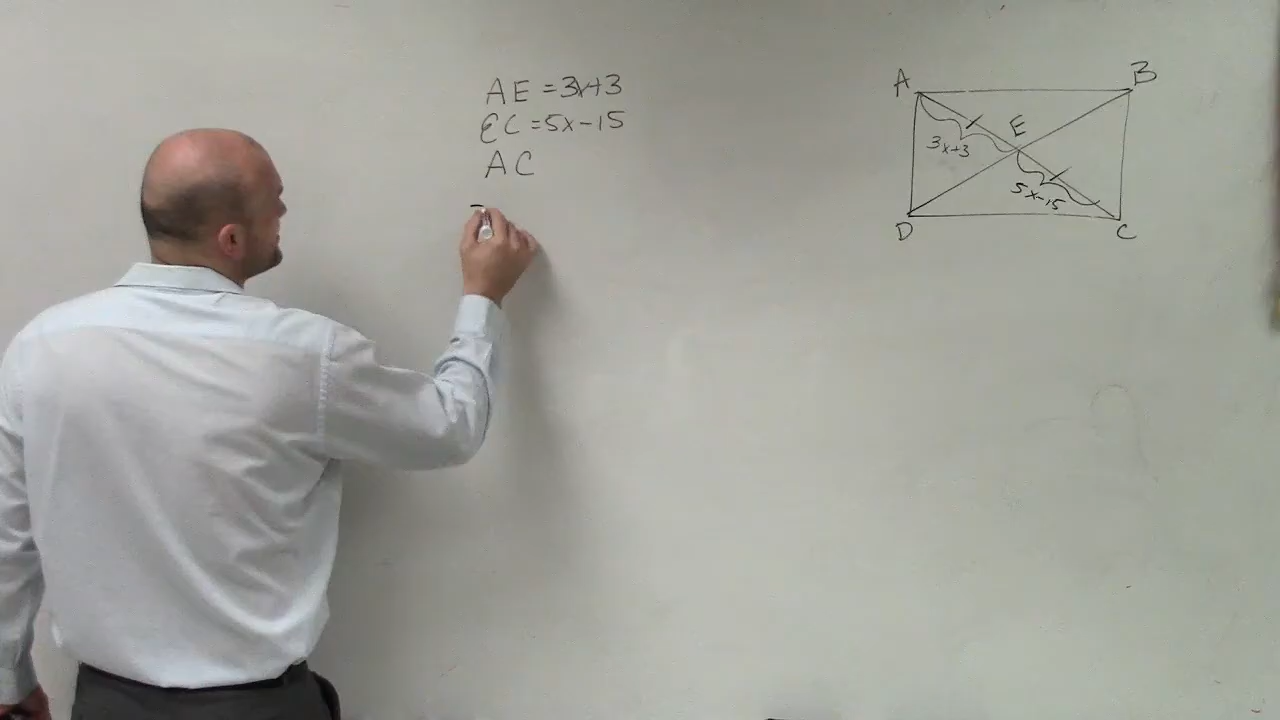 AE = 3x+3
EC = 5x-15
AC
A
B
E
3x+3
5x-15
D
C